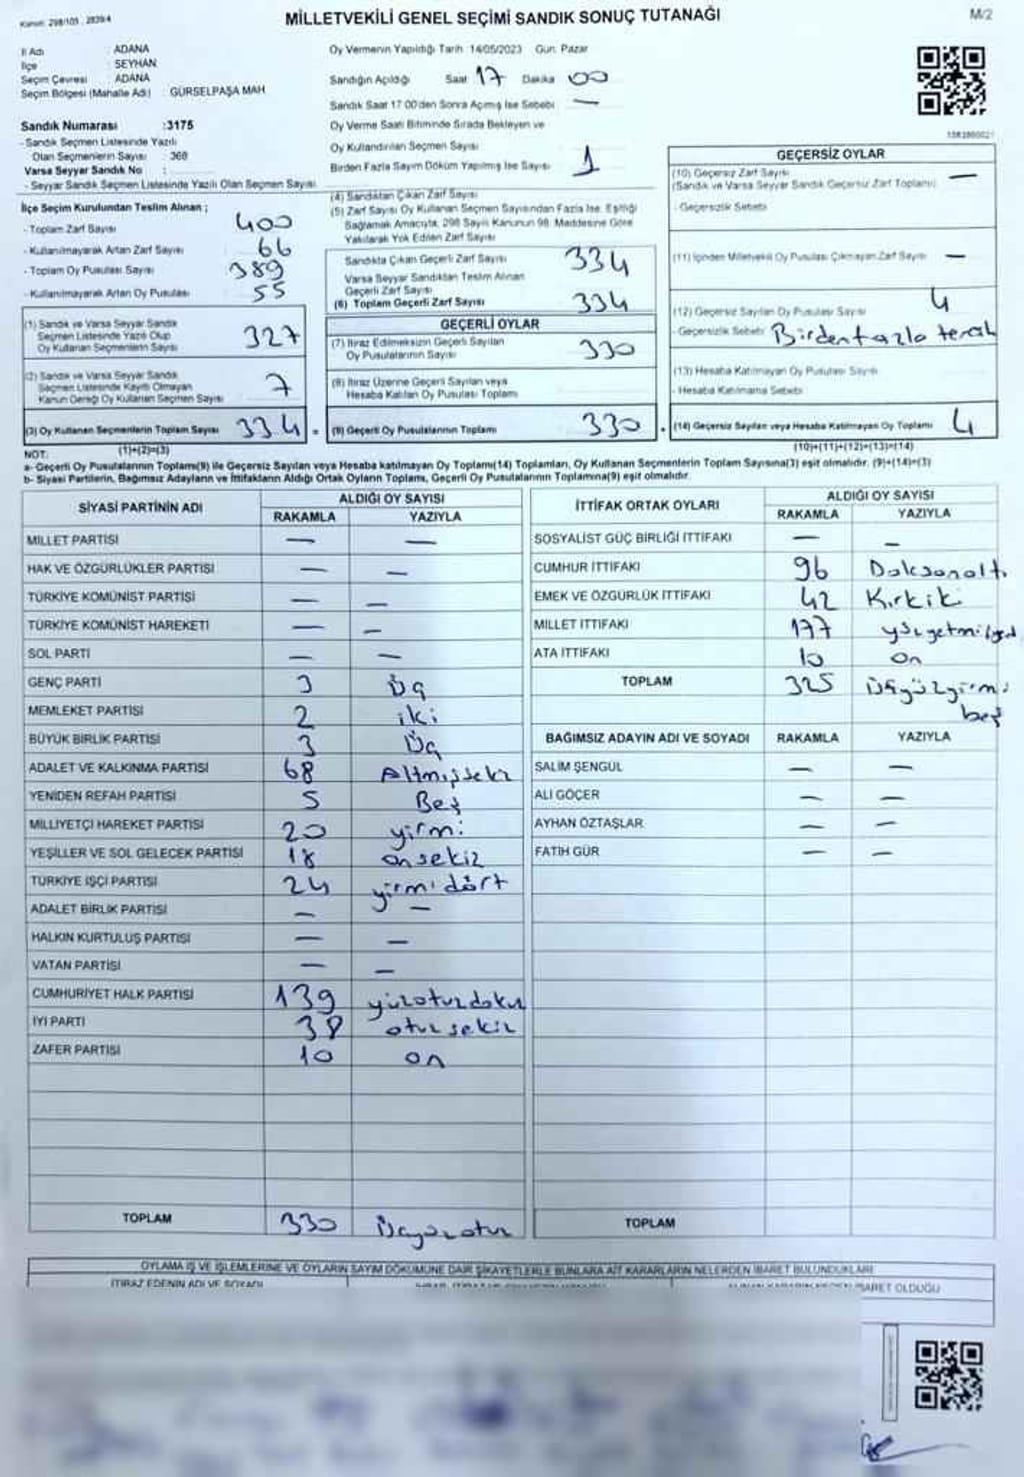 Kanun: 298/105 . 2839/4
MİLLETVEKİLİ GENEL SEÇİMİ SANDIK SONUÇ TUTANAĞI
M/2
İl Adı : ADANA
İlçe : SEYHAN
Seçim Çevresi : ADANA
Seçim Bölgesi (Mahalle Adı) : GÜRSELPAŞA MAH
Sandık Numarası :3175
- Sandık Seçmen Listesinde Yazılı
Olan Seçmenlerin Sayısı : 368
Varsa Seyyar Sandık No :
- Seyyar Sandık Seçmen Listesinde Yazılı Olan Seçmen Sayısı
Oy Vermenin Yapıldığı Tarih: 14/05/2023 Gün: Pazar
Sandığın Açıldığı Saat 17 Dakika 00
Sandık Saat 17:00'den Sonra Açılmış İse Sebebi —
Oy Verme Saati Bitiminde Sırada Bekleyen ve
Oy Kullandırılan Seçmen Sayısı
Birden Fazla Sayım Döküm Yapılmış İse Sayısı 1
İlçe Seçim Kurulundan Teslim Alınan ;
- Toplam Zarf Sayısı 400
- Kullanılmayarak Artan Zarf Sayısı 66
- Toplam Oy Pusulası Sayısı 389
- Kullanılmayarak Artan Oy Pusulası 55
(1) Sandık ve Varsa Seyyar Sandık
Seçmen Listesinde Yazılı Olup
Oy Kullanan Seçmenlerin Sayısı 327
(2) Sandık ve Varsa Seyyar Sandık
Seçmen Listesinde Kayıtlı Olmayan
Kanun Gereği Oy Kullanan Seçmen Sayısı 7
(3) Oy Kullanan Seçmenlerin Toplam Sayısı 334 =
(4) Sandıktan Çıkan Zarf Sayısı
(5) Zarf Sayısı Oy Kullanan Seçmen Sayısından Fazla İse, Eşitliği
Sağlamak Amacıyla, 298 Sayılı Kanunun 98. Maddesine Göre
Yakılarak Yok Edilen Zarf Sayısı
Sandıkta Çıkan Geçerli Zarf Sayısı 334
Varsa Seyyar Sandıktan Teslim Alınan
Geçerli Zarf Sayısı
(6) Toplam Geçerli Zarf Sayısı 334
GEÇERLİ OYLAR
(7) İtiraz Edilmeksizin Geçerli Sayılan
Oy Pusulalarının Sayısı 330
(8) İtiraz Üzerine Geçerli Sayılan veya
Hesaba Katılan Oy Pusulası Toplamı
(9) Geçerli Oy Pusulalarının Toplamı 330
GEÇERSİZ OYLAR
(10) Geçersiz Zarf Sayısı —
(Sandık ve Varsa Seyyar Sandık Geçersiz Zarf Toplamı)
- Geçersizlik Sebebi
(11) İçinden Milletvekili Oy Pusulası Çıkmayan Zarf Sayısı —
(12) Geçersiz Sayılan Oy Pusulası Sayısı 4
- Geçersizlik Sebebi Birden fazla tercih
(13) Hesaba Katılmayan Oy Pusulası Sayısı
- Hesaba Katılmama Sebebi
(14) Geçersiz Sayılan veya Hesaba Katılmayan Oy Toplamı 4
NOT: (1)+(2)=(3) (10)+(11)+(12)+(13)=(14)
a- Geçerli Oy Pusulalarının Toplamı(9) ile Geçersiz Sayılan veya Hesaba katılmayan Oy Toplamı(14) Toplamları, Oy Kullanan Seçmenlerin Toplam Sayısına(3) eşit olmalıdır. (9)+(14)=(3)
b- Siyasi Partilerin, Bağımsız Adayların ve İttifakların Aldığı Ortak Oyların Toplamı, Geçerli Oy Pusulalarının Toplamına(9) eşit olmalıdır.
SİYASİ PARTİNİN ADI ALDIĞI OY SAYISI
RAKAMLA YAZIYLA
MİLLET PARTİSİ — —
HAK VE ÖZGÜRLÜKLER PARTİSİ — —
TÜRKİYE KOMÜNİST PARTİSİ — —
TÜRKİYE KOMÜNİST HAREKETİ — —
SOL PARTİ — —
GENÇ PARTİ 3 Üç
MEMLEKET PARTİSİ 2 iki
BÜYÜK BİRLİK PARTİSİ 3 Üç
ADALET VE KALKINMA PARTİSİ 68 Altmışsekz
YENİDEN REFAH PARTİSİ 5 Beş
MİLLİYETÇİ HAREKET PARTİSİ 20 yirmi
YEŞİLLER VE SOL GELECEK PARTİSİ 18 onsekiz
TÜRKİYE İŞÇİ PARTİSİ 24 yirmi dört
ADALET BİRLİK PARTİSİ — —
HALKIN KURTULUŞ PARTİSİ — —
VATAN PARTİSİ — —
CUMHURİYET HALK PARTİSİ 139 yüzotuzdokuz
İYİ PARTİ 38 otuzsekiz
ZAFER PARTİSİ 10 on
TOPLAM 330 Üçyüzotuz
İTTİFAK ORTAK OYLARI ALDIĞI OY SAYISI
RAKAMLA YAZIYLA
SOSYALİST GÜÇ BİRLİĞİ İTTİFAKI — —
CUMHUR İTTİFAKI 96 Doksanaltı
EMEK VE ÖZGÜRLÜK İTTİFAKI 42 Kırkiki
MİLLET İTTİFAKI 177 yüzyetmişyedi
ATA İTTİFAKI 10 on
TOPLAM 325 Üçyüzyirmi
beş
BAĞIMSIZ ADAYIN ADI VE SOYADI RAKAMLA YAZIYLA
SALİM ŞENGÜL — —
ALİ GÖÇER — —
AYHAN ÖZTAŞLAR — —
FATİH GÜR — —
TOPLAM
OYLAMA İŞ VE İŞLEMLERİNE VE OYLARIN SAYIM DÖKÜMÜNE DAİR ŞİKAYETLERLE BUNLARA AİT KARARLARIN NELERDEN İBARET BULUNDUKLARI
İTİRAZ EDENİN ADI VE SOYADI
İBARET OLDUĞU